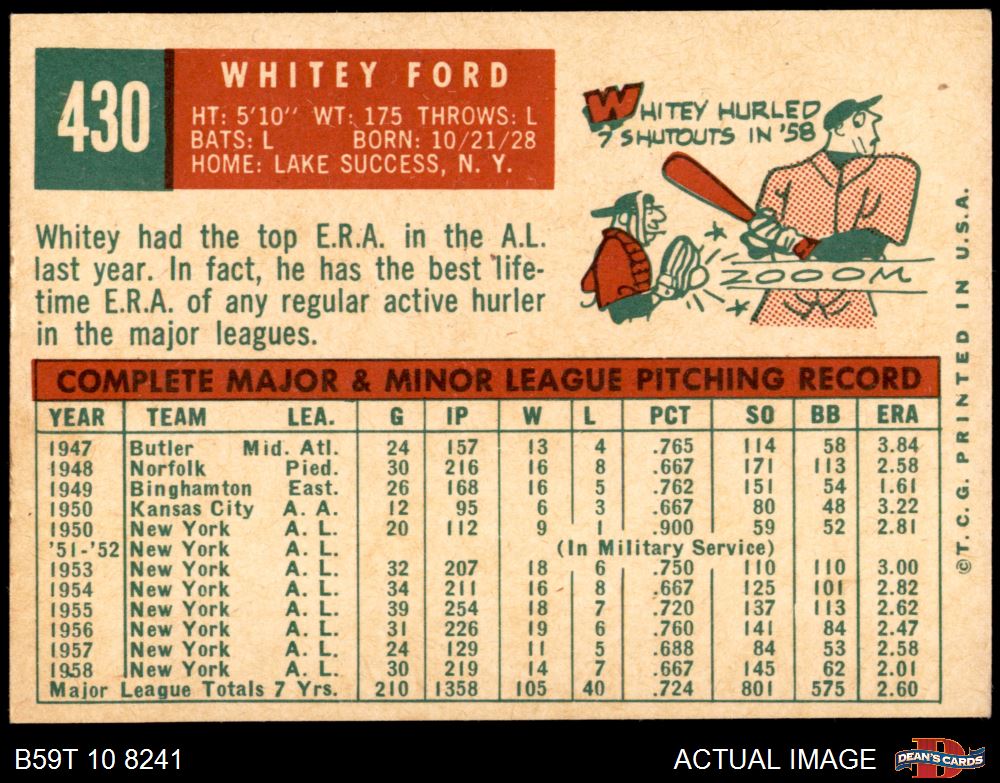 430
WHITEY FORD
HT: 5'10" WT: 175 THROWS: L
BATS: L BORN: 10/21/28
HOME: LAKE SUCCESS, N. Y.
WHITEY HURLED
7 SHUTOUTS IN '58
ZOOOM
Whitey had the top E.R.A. in the A.L.
last year. In fact, he has the best life-
time E.R.A. of any regular active hurler
in the major leagues.
COMPLETE MAJOR & MINOR LEAGUE PITCHING RECORD
YEAR TEAM LEA. G IP W L PCT SO BB ERA
1947 Butler Mid. Atl. 24 157 13 4 .765 114 58 3.84
1948 Norfolk Pied. 30 216 16 8 .667 171 113 2.58
1949 Binghamton East. 26 168 16 5 .762 151 54 1.61
1950 Kansas City A. A. 12 95 6 3 .667 80 48 3.22
1950 New York A. L. 20 112 9 1 .900 59 52 2.81
'51-'52 New York A. L. (In Military Service)
1953 New York A. L. 32 207 18 6 .750 110 110 3.00
1954 New York A. L. 34 211 16 8 .667 125 101 2.82
1955 New York A. L. 39 254 18 7 .720 137 113 2.62
1956 New York A. L. 31 226 19 6 .760 141 84 2.47
1957 New York A. L. 24 129 11 5 .688 84 53 2.58
1958 New York A. L. 30 219 14 7 .667 145 62 2.01
Major League Totals 7 Yrs. 210 1358 105 40 .724 801 575 2.60
©T. C. G. PRINTED IN U.S.A.
B59T 10 8241
ACTUAL IMAGE
DEAN'S CARDS